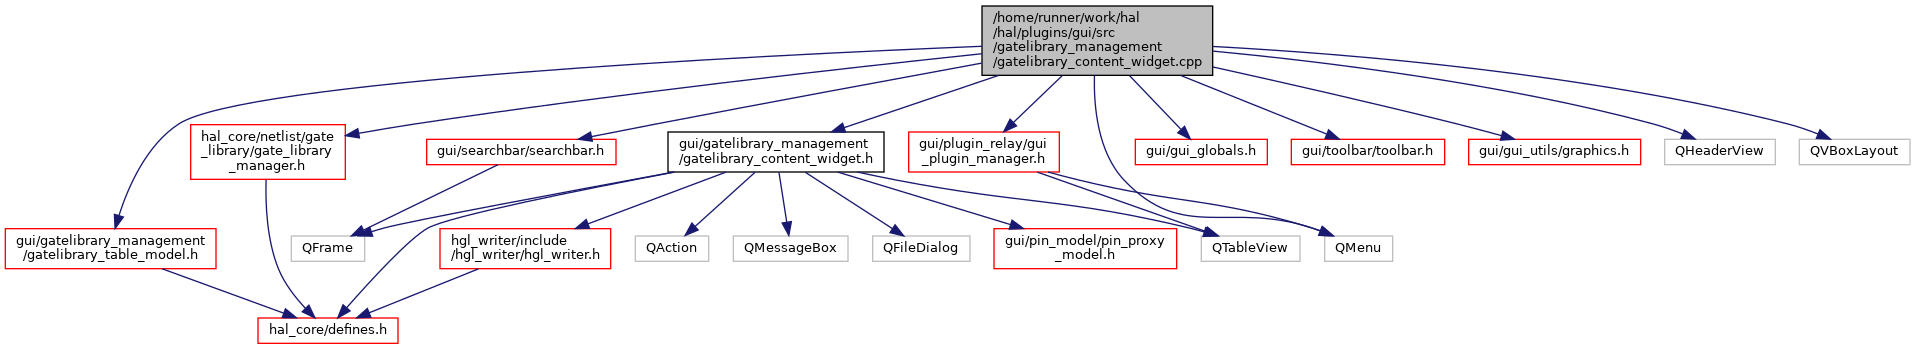 /home/runner/work/hal
/hal/plugins/gui/src
/gatelibrary_management
/gatelibrary_content_widget.cpp
hal_core/netlist/gate
_library/gate_library
_manager.h
gui/searchbar/searchbar.h
gui/gatelibrary_management
/gatelibrary_content_widget.h
gui/plugin_relay/gui
_plugin_manager.h
gui/gui_globals.h
gui/toolbar/toolbar.h
gui/gui_utils/graphics.h
QHeaderView
QVBoxLayout
gui/gatelibrary_management
/gatelibrary_table_model.h
QFrame
hgl_writer/include
/hgl_writer/hgl_writer.h
QAction
QMessageBox
QFileDialog
gui/pin_model/pin_proxy
_model.h
QTableView
QMenu
hal_core/defines.h